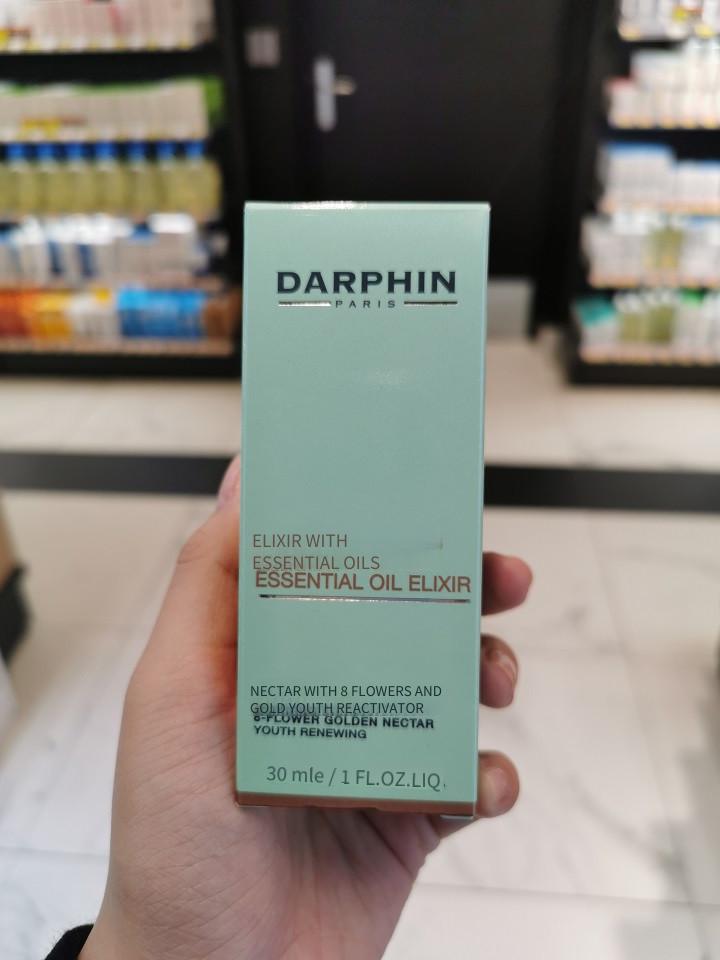 DARPHIN
PARIS
ELIXIR WITH
ESSENTIAL OILS
ESSENTIAL OIL ELIXIR
NECTAR WITH 8 FLOWERS AND
GOLD YOUTH REACTIVATOR
8-FLOWER GOLDEN NECTAR
YOUTH RENEWING
30 mle / 1 FL.OZ.LIQ.